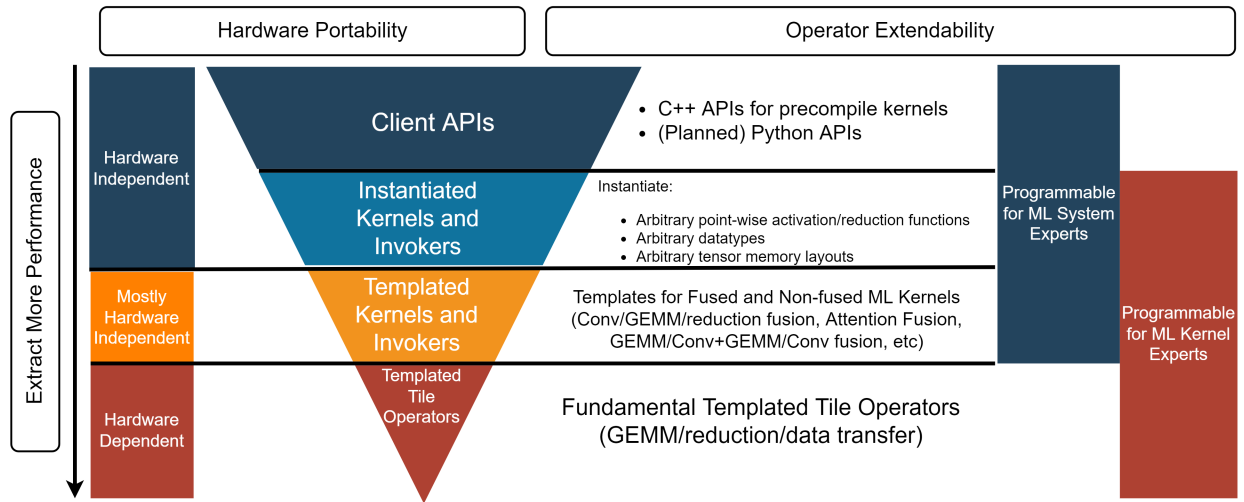 Hardware Portability
Operator Extendability
Extract More Performance
Hardware
Independent
Client APIs
• C++ APIs for precompile kernels
• (Planned) Python APIs
Instantiated
Kernels and
Invokers
Instantiate:
• Arbitrary point-wise activation/reduction functions
• Arbitrary datatypes
• Arbitrary tensor memory layouts
Programmable
for ML System
Experts
Mostly
Hardware
Independent
Templated
Kernels and
Invokers
Templates for Fused and Non-fused ML Kernels
(Conv/GEMM/reduction fusion, Attention Fusion,
GEMM/Conv+GEMM/Conv fusion, etc)
Programmable
for ML Kernel
Experts
Hardware
Dependent
Templated
Tile
Operators
Fundamental Templated Tile Operators
(GEMM/reduction/data transfer)